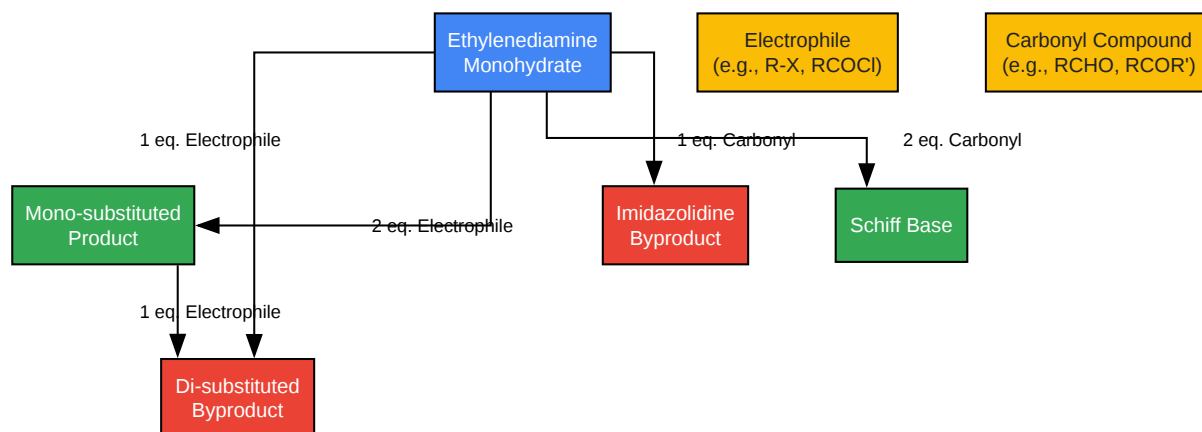 Ethylenediamine
Monohydrate
Electrophile
(e.g., R-X, RCOCl)
Carbonyl Compound
(e.g., RCHO, RCOR')
1 eq. Electrophile
1 eq. Carbonyl
2 eq. Carbonyl
Mono-substituted
Product
2 eq. Electrophile
Imidazolidine
Byproduct
Schiff Base
1 eq. Electrophile
Di-substituted
Byproduct